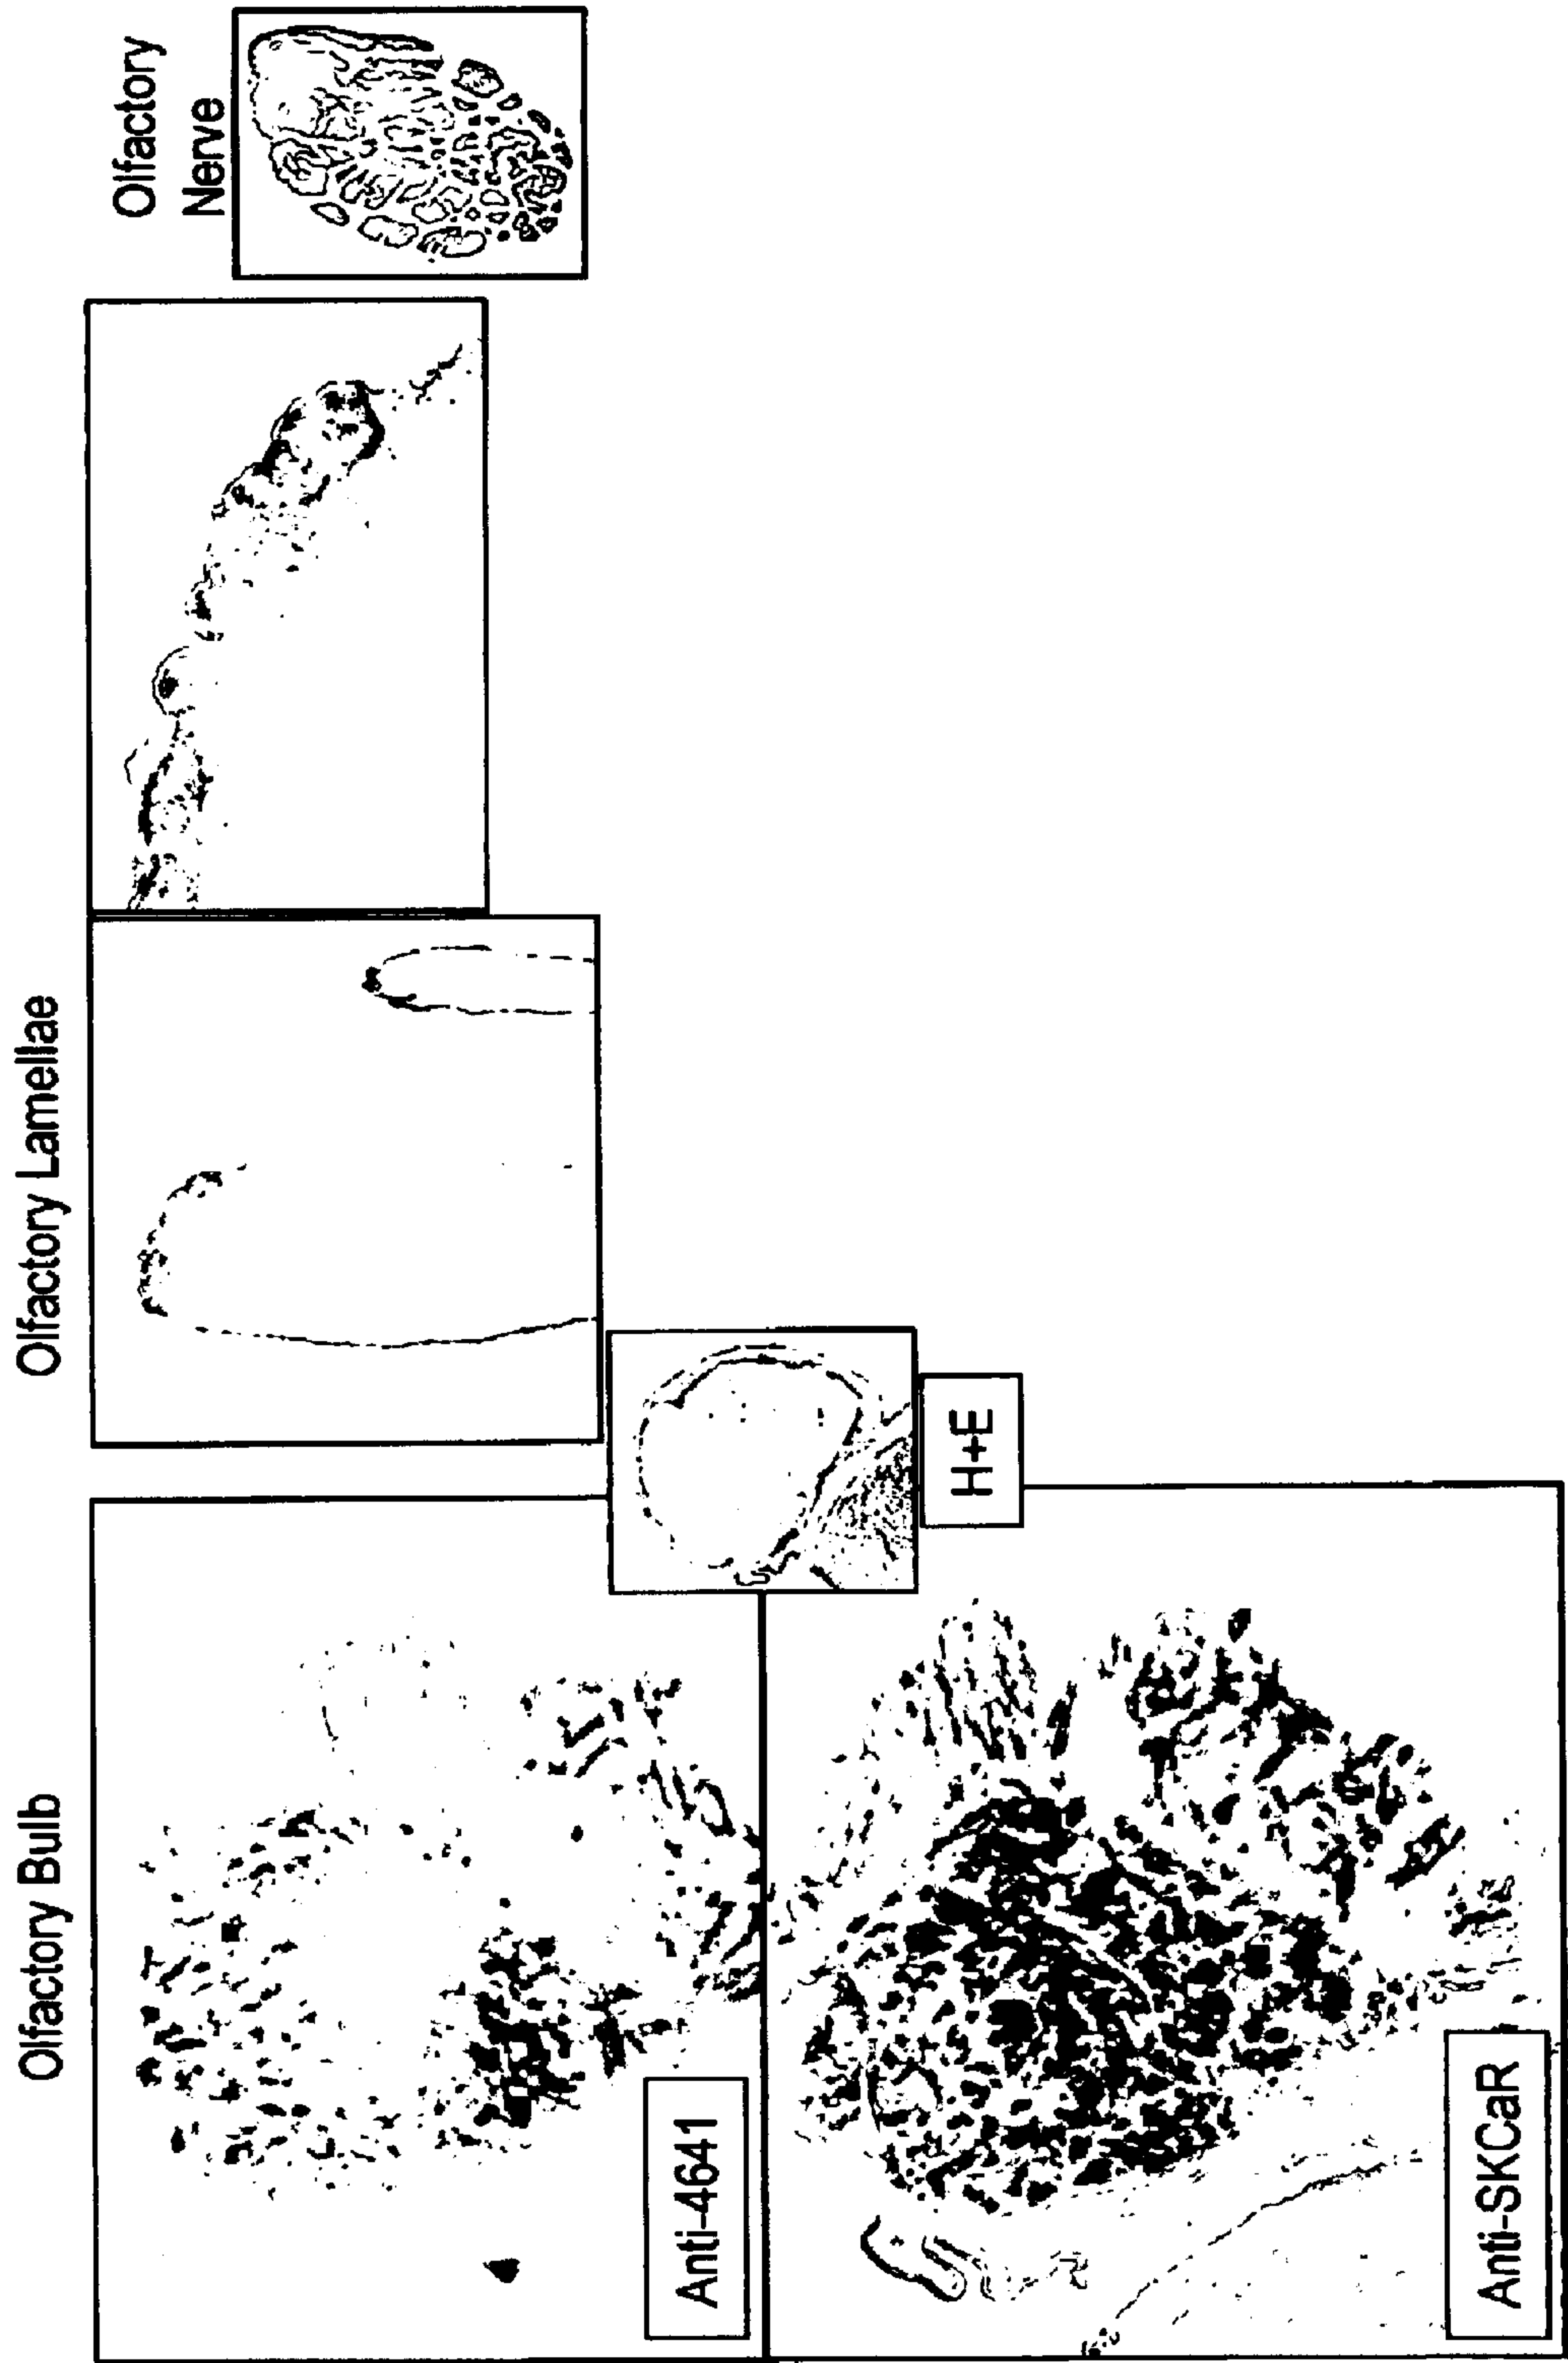 Olfactory Bulb
Olfactory Lamellae
Olfactory
Nerve
Anti-4641
H+E
Anti-SKCaR